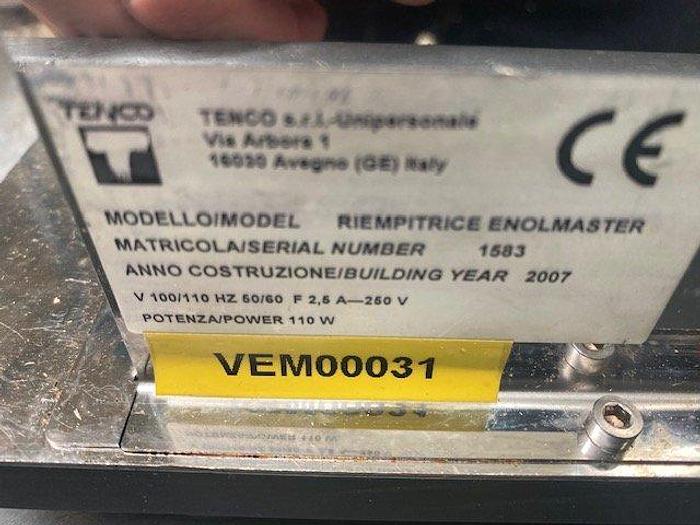 TENCO
TENCO s.r.l.-Unipersonale
Via Arbora 1
16030 Avegno (GE) Italy
CE
MODELLO/MODEL RIEMPITRICE ENOLMASTER
MATRICOLA/SERIAL NUMBER 1583
ANNO COSTRUZIONE/BUILDING YEAR 2007
V 100/110 HZ 50/60 F 2,5 A—250 V
POTENZA/POWER 110 W
VEM00031